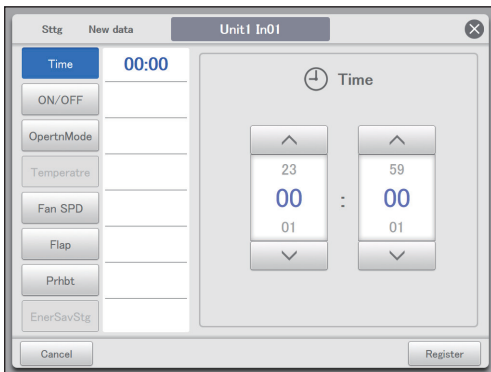 Sttg New data Unit1 In01
Time 00:00
ON/OFF
OpertnMode
Temperatre
Fan SPD
Flap
Prhbt
EnerSavStg
Time
23 59
00 : 00
01 01
Cancel Register